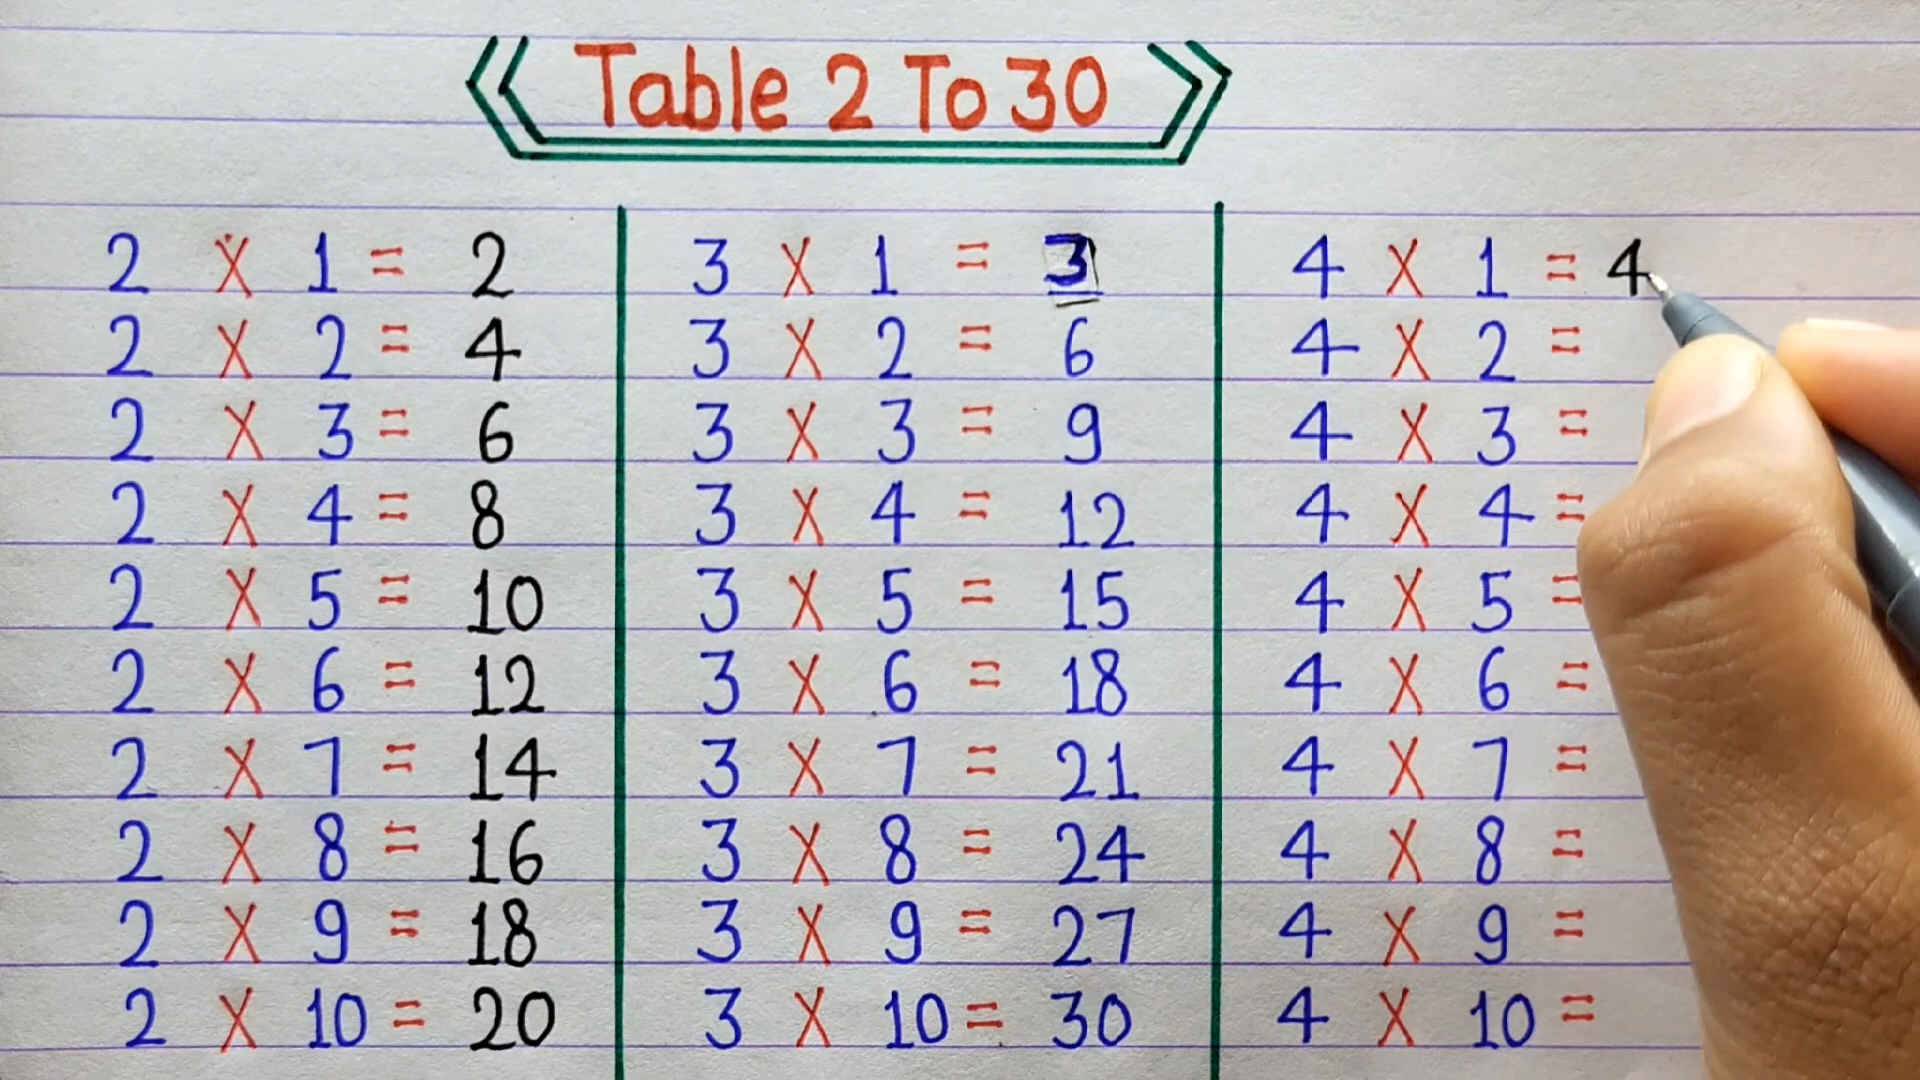 Table 2 To 30
2 X 1 = 2
2 X 2 = 4
2 X 3 = 6
2 X 4 = 8
2 X 5 = 10
2 X 6 = 12
2 X 7 = 14
2 X 8 = 16
2 X 9 = 18
2 X 10 = 20
3 X 1 = 3
3 X 2 = 6
3 X 3 = 9
3 X 4 = 12
3 X 5 = 15
3 X 6 = 18
3 X 7 = 21
3 X 8 = 24
3 X 9 = 27
3 X 10 = 30
4 X 1 = 4
4 X 2 =
4 X 3 =
4 X 4 =
4 X 5 =
4 X 6 =
4 X 7 =
4 X 8 =
4 X 9 =
4 X 10 =